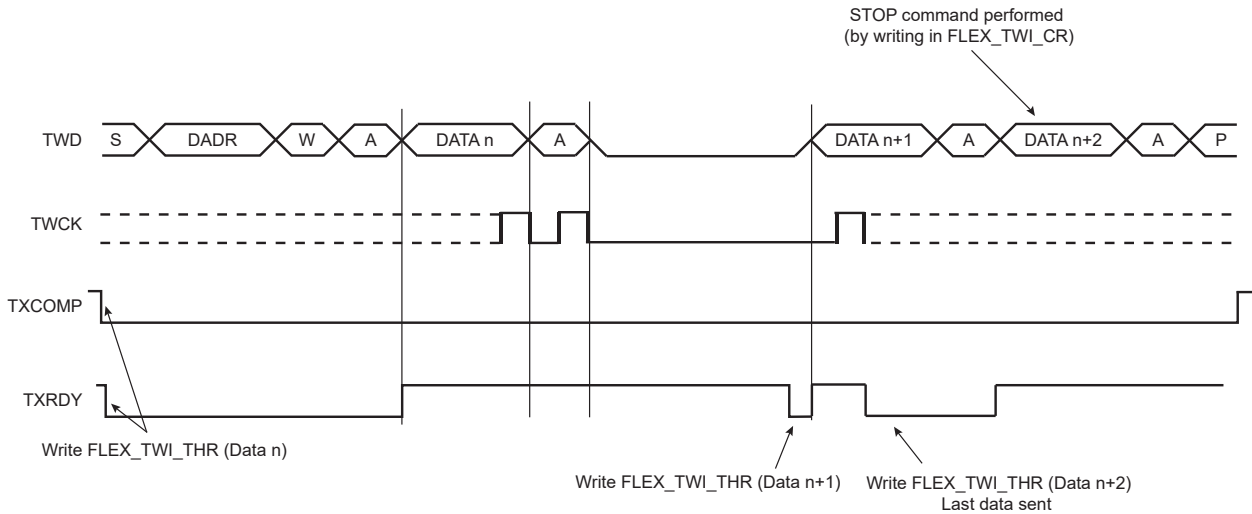 STOP command performed
(by writing in FLEX_TWI_CR)
TWD S DADR W A DATA n A DATA n+1 A DATA n+2 A P
TWCK
TXCOMP
TXRDY
Write FLEX_TWI_THR (Data n)
Write FLEX_TWI_THR (Data n+1) Write FLEX_TWI_THR (Data n+2)
Last data sent